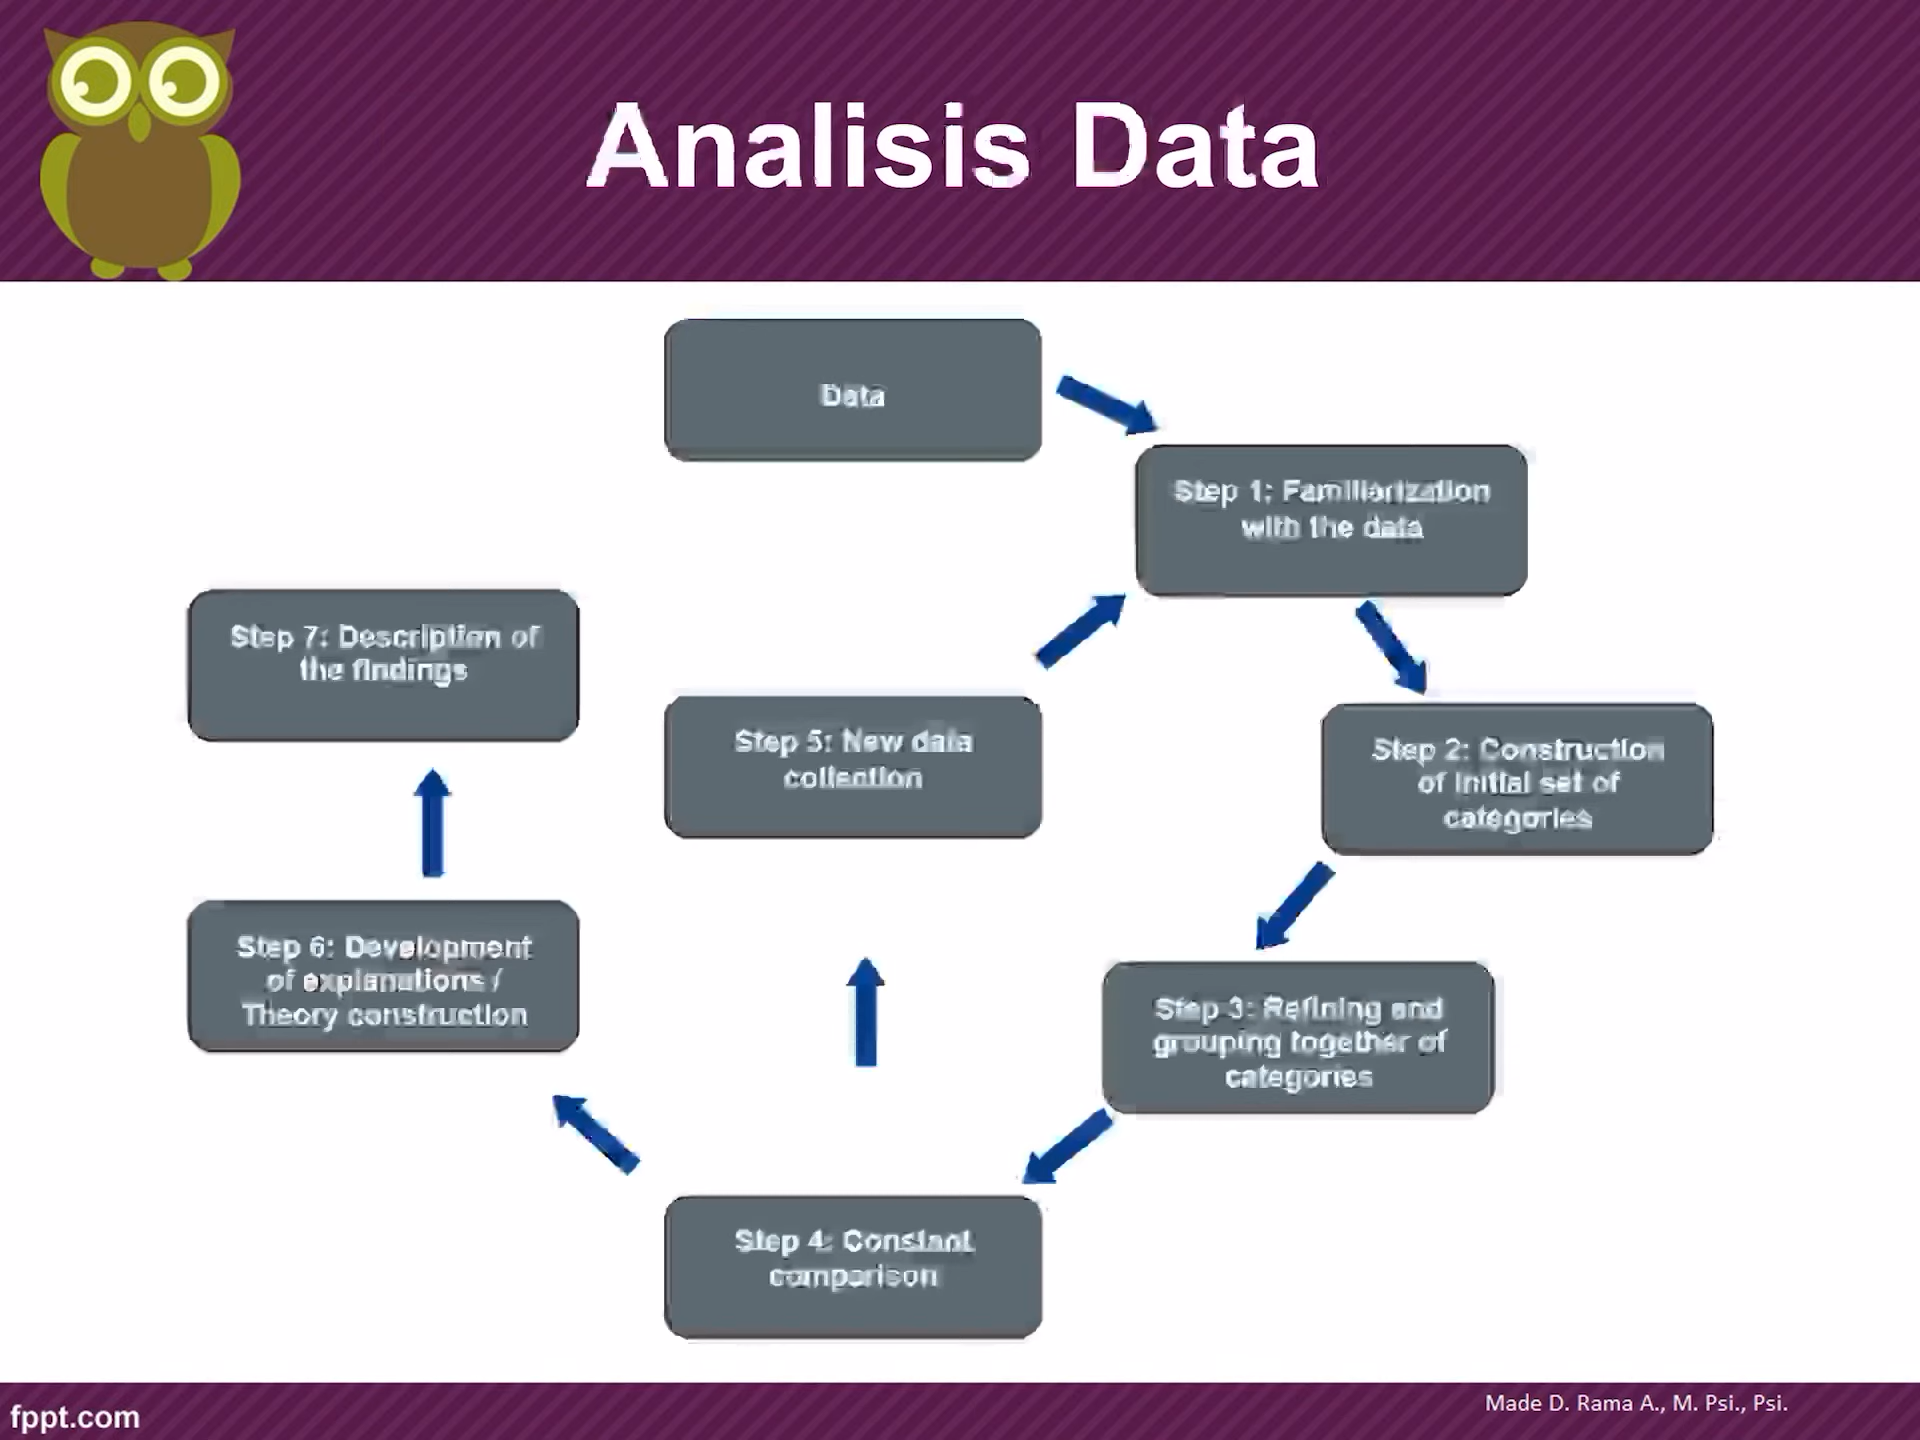 Analisis Data
Data
Step 1: Familiarization
with the data
Step 2: Construction
of initial set of
categories
Step 3: Refining and
grouping together of
categories
Step 4: Constant
comparison
Step 5: New data
collection
Step 6: Development
of explanations /
Theory construction
Step 7: Description of
the findings
fppt.com
Made D. Rama A., M. Psi., Psi.